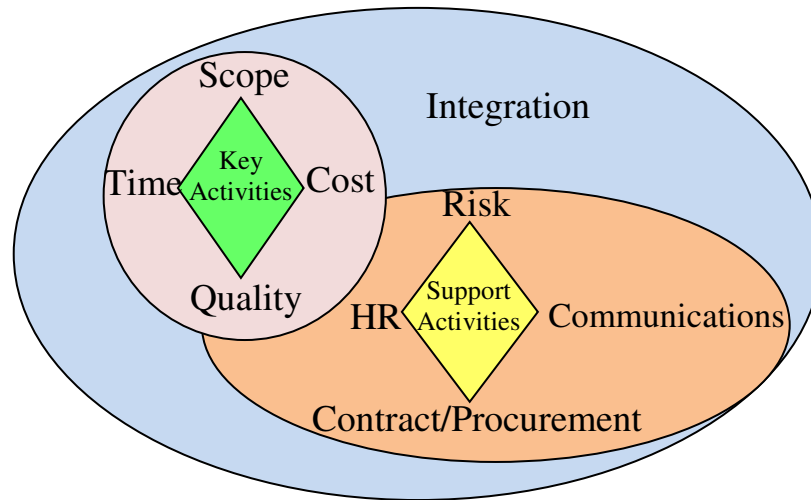 Scope
Integration
Key
Activities
Time
Cost
Quality
Risk
Support
Activities
HR
Communications
Contract/Procurement